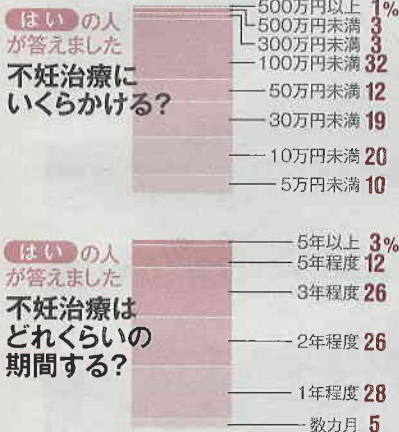 はいの人
が答えました
不妊治療に
いくらかける?
500万円以上 1%
500万円未満 3
300万円未満 3
100万円未満 32
50万円未満 12
30万円未満 19
10万円未満 20
5万円未満 10
はいの人
が答えました
不妊治療は
どれくらいの
期間する?
5年以上 3%
5年程度 12
3年程度 26
2年程度 26
1年程度 28
数カ月 5